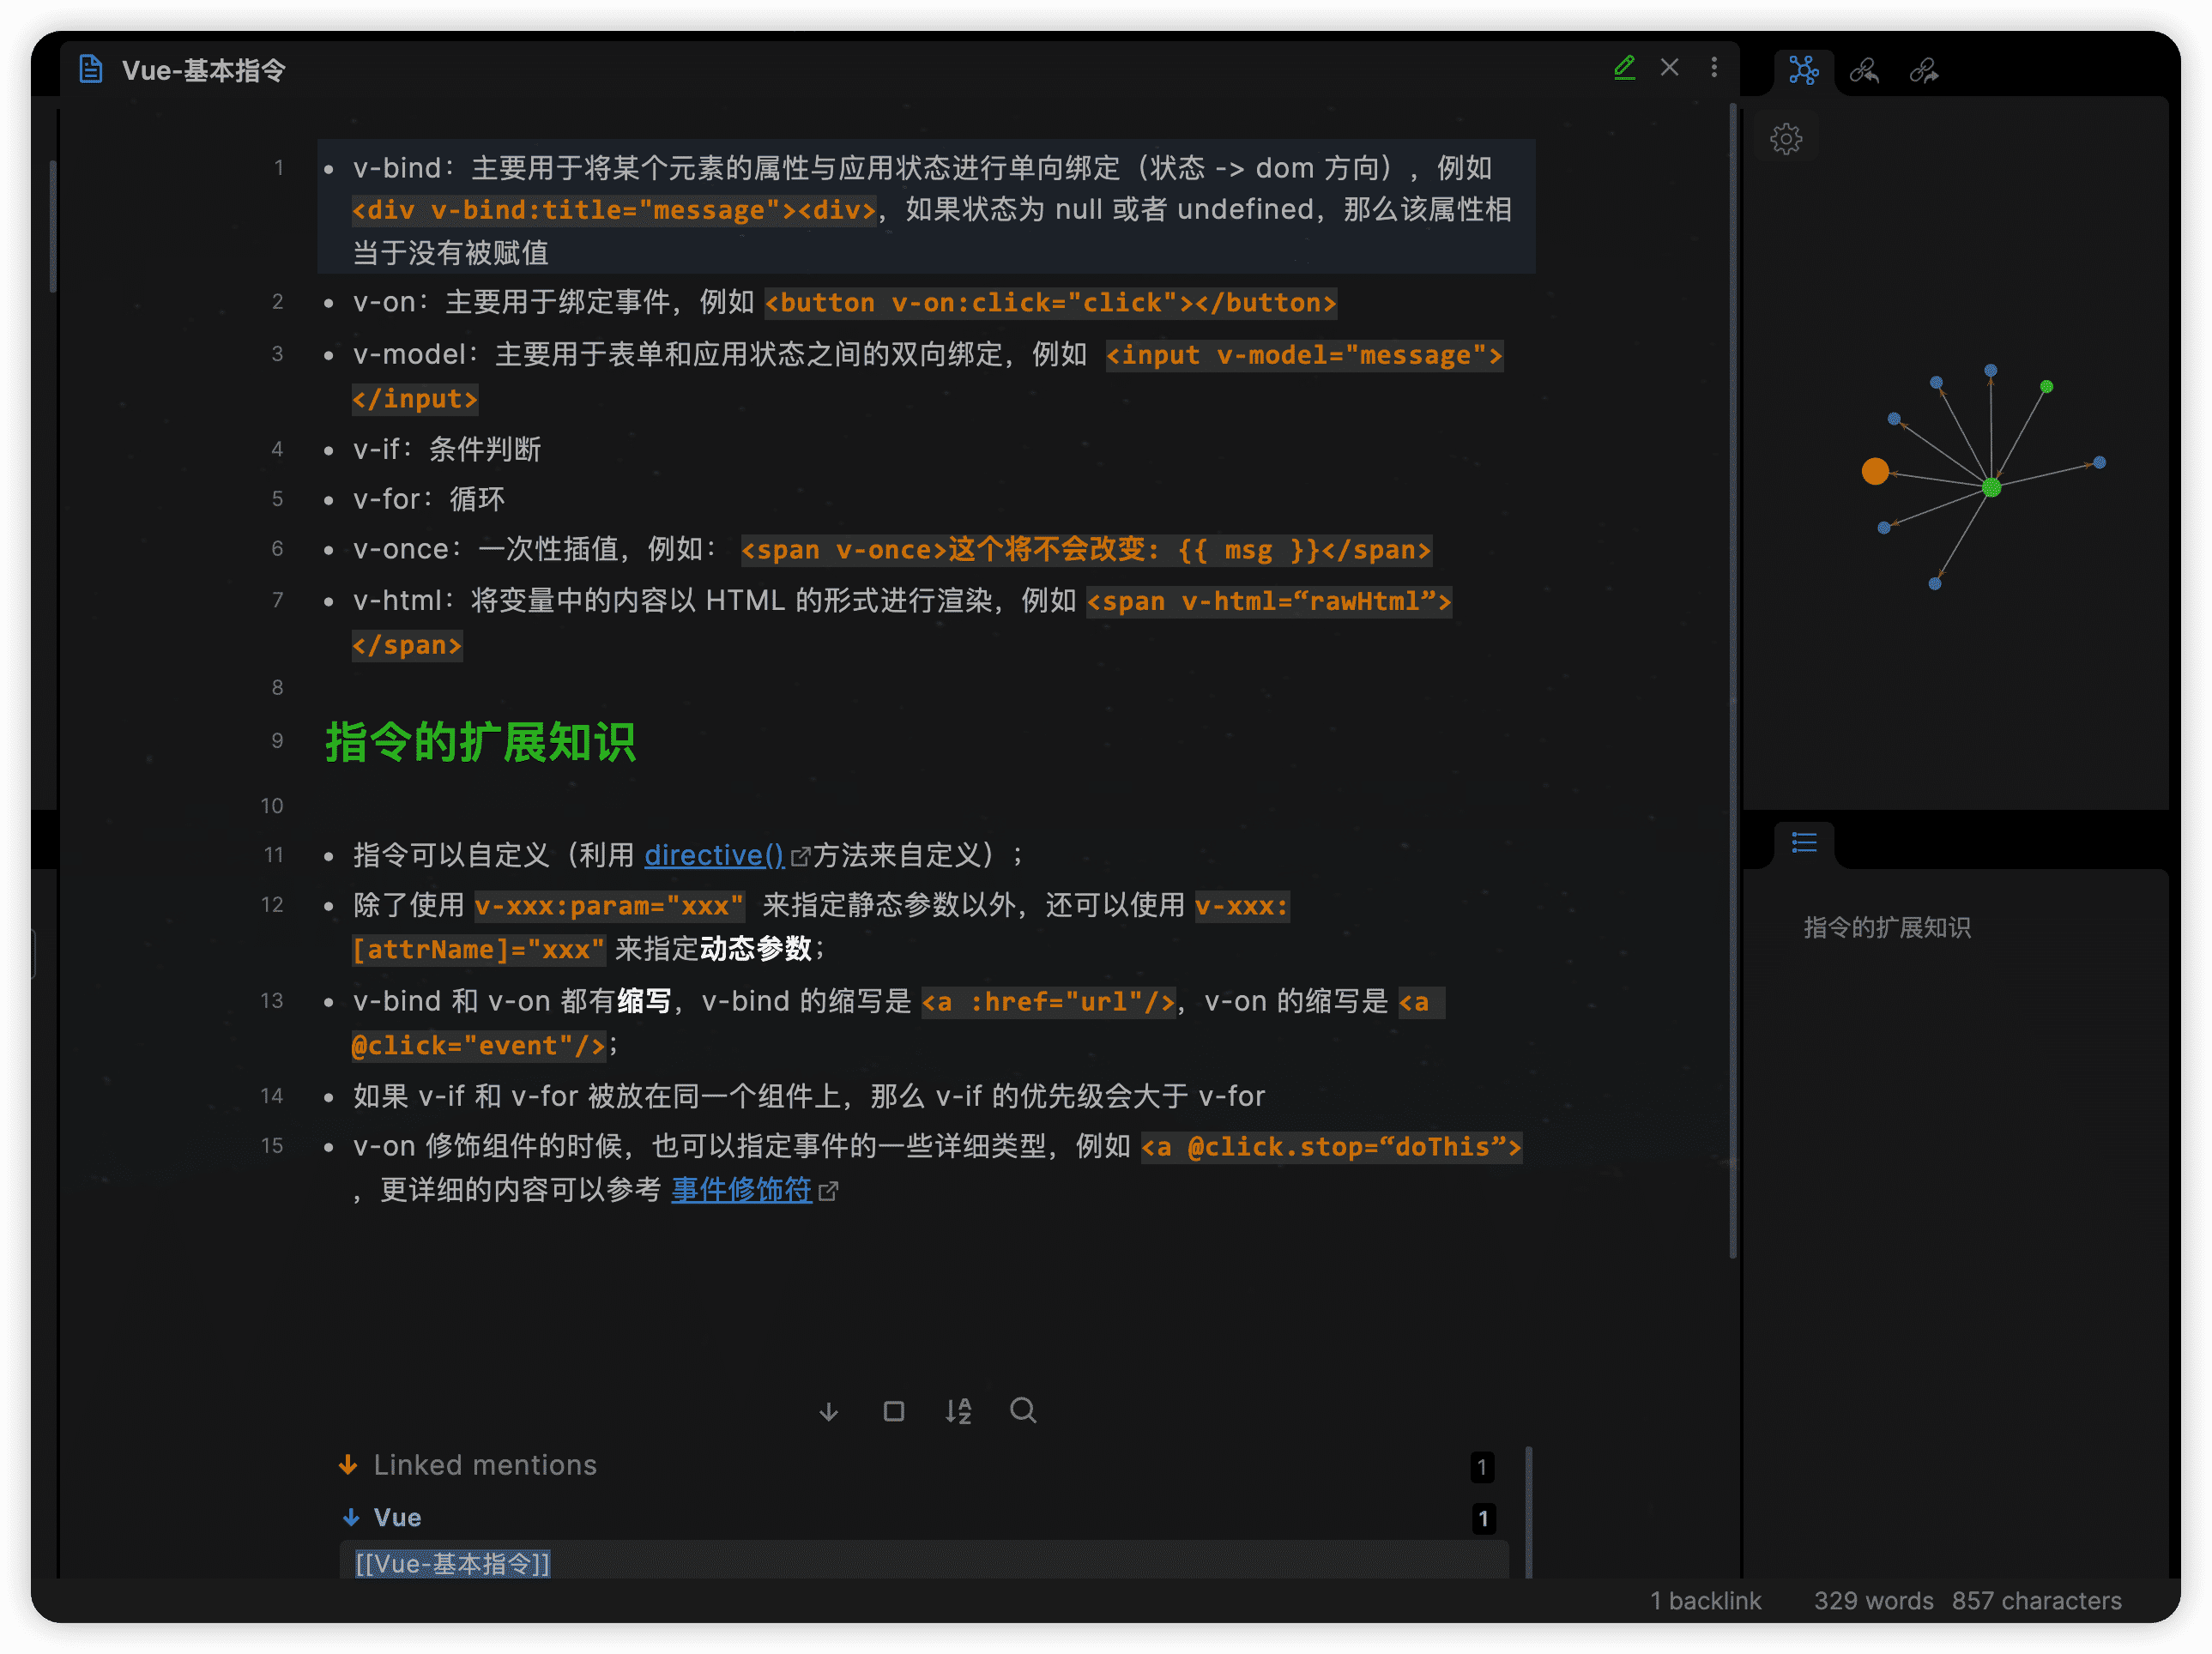 Vue-基本指令
1 • v-bind：主要用于将某个元素的属性与应用状态进行单向绑定（状态 -> dom 方向），例如
<div v-bind:title="message"><div>，如果状态为 null 或者 undefined，那么该属性相
当于没有被赋值
2 • v-on：主要用于绑定事件，例如 <button v-on:click="click"></button>
3 • v-model：主要用于表单和应用状态之间的双向绑定，例如 <input v-model="message">
</input>
4 • v-if：条件判断
5 • v-for：循环
6 • v-once：一次性插值，例如： <span v-once>这个将不会改变: {{ msg }}</span>
7 • v-html：将变量中的内容以 HTML 的形式进行渲染，例如 <span v-html=“rawHtml”>
</span>
8
9 指令的扩展知识
10
11 • 指令可以自定义（利用 directive()方法来自定义）；
12 • 除了使用 v-xxx:param="xxx" 来指定静态参数以外，还可以使用 v-xxx:
[attrName]="xxx" 来指定动态参数；
13 • v-bind 和 v-on 都有缩写，v-bind 的缩写是 <a :href="url"/>，v-on 的缩写是 <a
@click="event"/>；
14 • 如果 v-if 和 v-for 被放在同一个组件上，那么 v-if 的优先级会大于 v-for
15 • v-on 修饰组件的时候，也可以指定事件的一些详细类型，例如 <a @click.stop=“doThis”>
，更详细的内容可以参考 事件修饰符
Linked mentions 1
Vue 1
[[Vue-基本指令]]
指令的扩展知识
1 backlink 329 words 857 characters